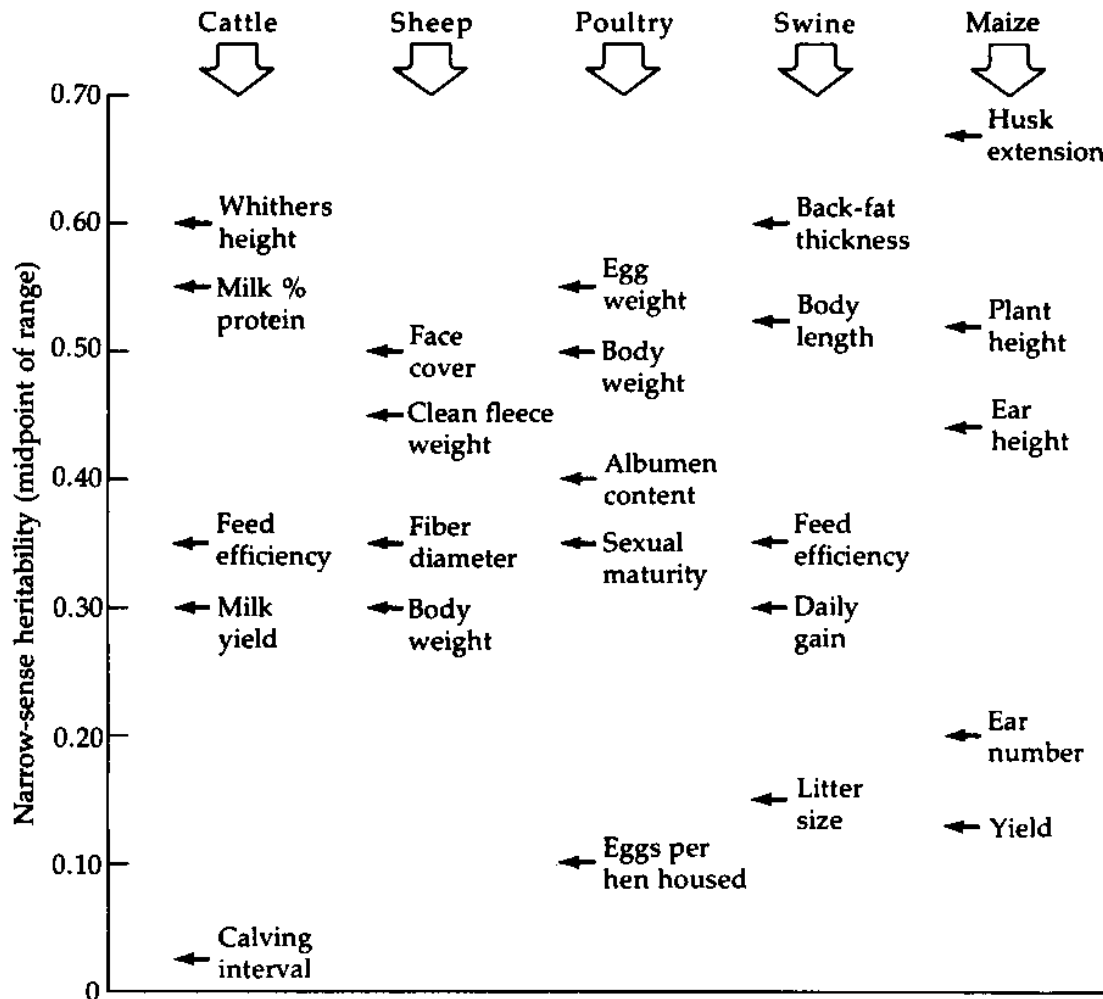 Cattle
Sheep
Poultry
Swine
Maize
Narrow-sense heritability (midpoint of range)
0.70
0.60
0.50
0.40
0.30
0.20
0.10
0
Whithers
height
Milk %
protein
Feed
efficiency
Milk
yield
Calving
interval
Face
cover
Clean fleece
weight
Fiber
diameter
Body
weight
Egg
weight
Body
weight
Albumen
content
Sexual
maturity
Eggs per
hen housed
Back-fat
thickness
Body
length
Feed
efficiency
Daily
gain
Litter
size
Husk
extension
Plant
height
Ear
height
Ear
number
Yield